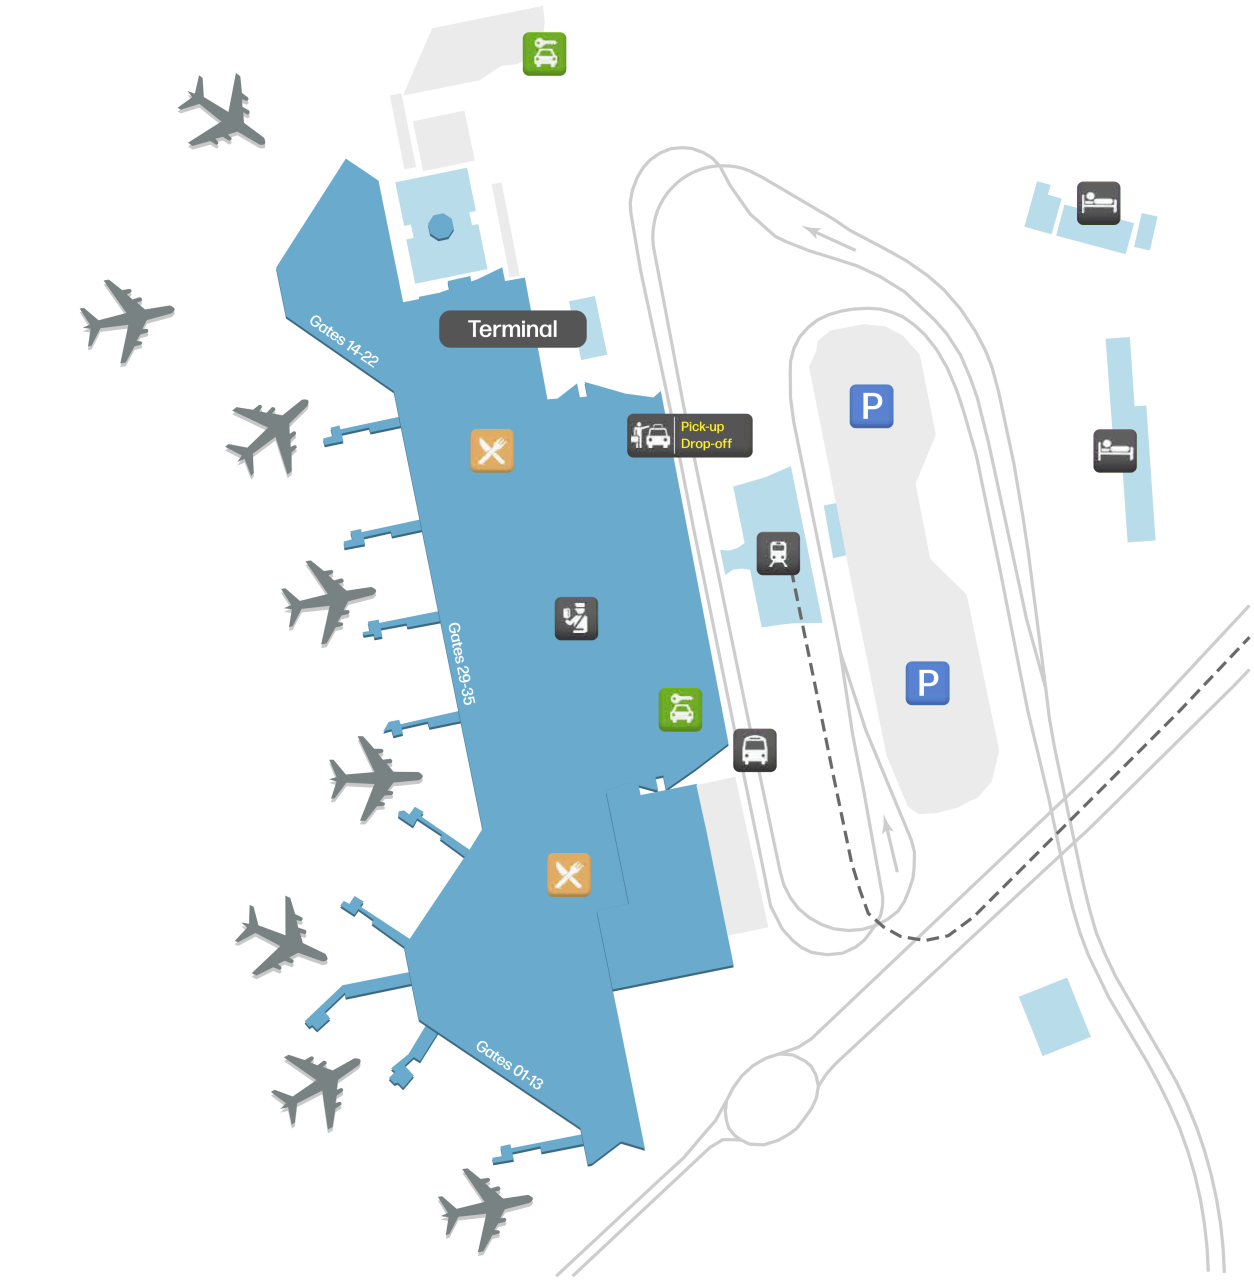 Gates 14-22
Terminal
Pick-up
Drop-off
P
Gates 29-35
P
Gates 01-13